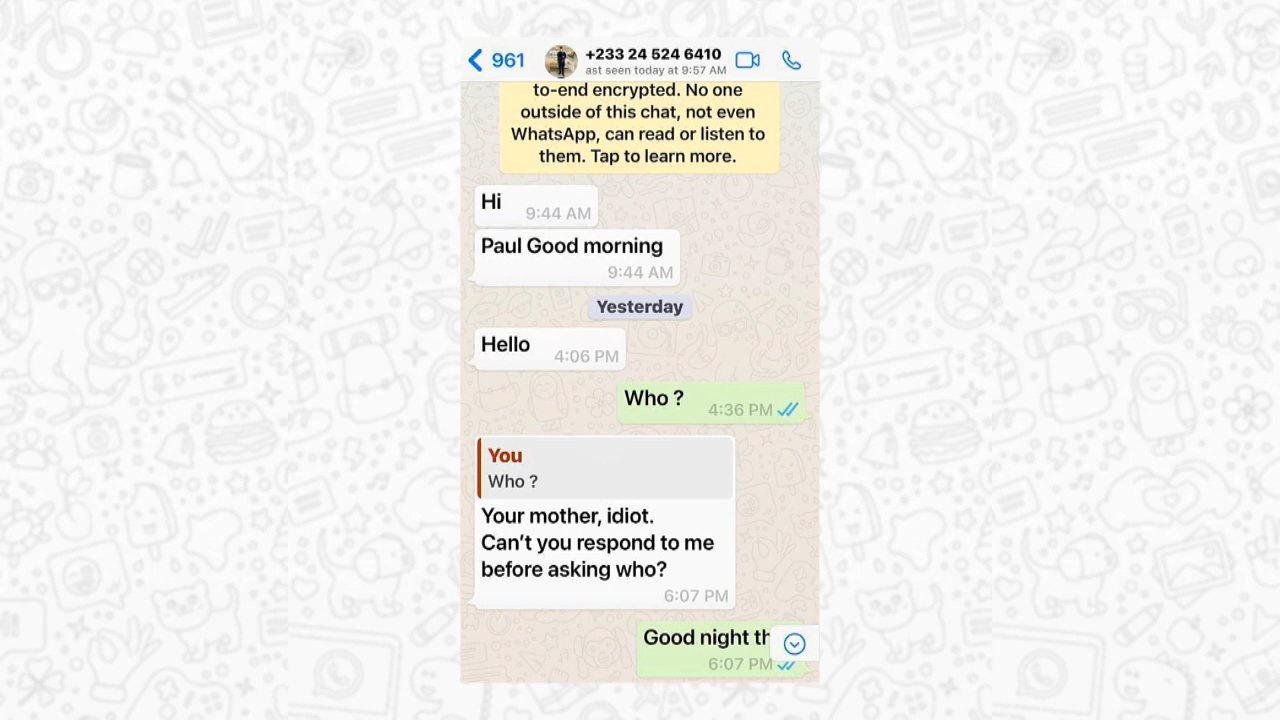 961
+233 24 524 6410
ast seen today at 9:57 AM
to-end encrypted. No one
outside of this chat, not even
WhatsApp, can read or listen to
them. Tap to learn more.
Hi
9:44 AM
Paul Good morning
9:44 AM
Yesterday
Hello
4:06 PM
Who ?
4:36 PM
You
Who ?
Your mother, idiot.
Can’t you respond to me
before asking who?
6:07 PM
Good night th
6:07 PM